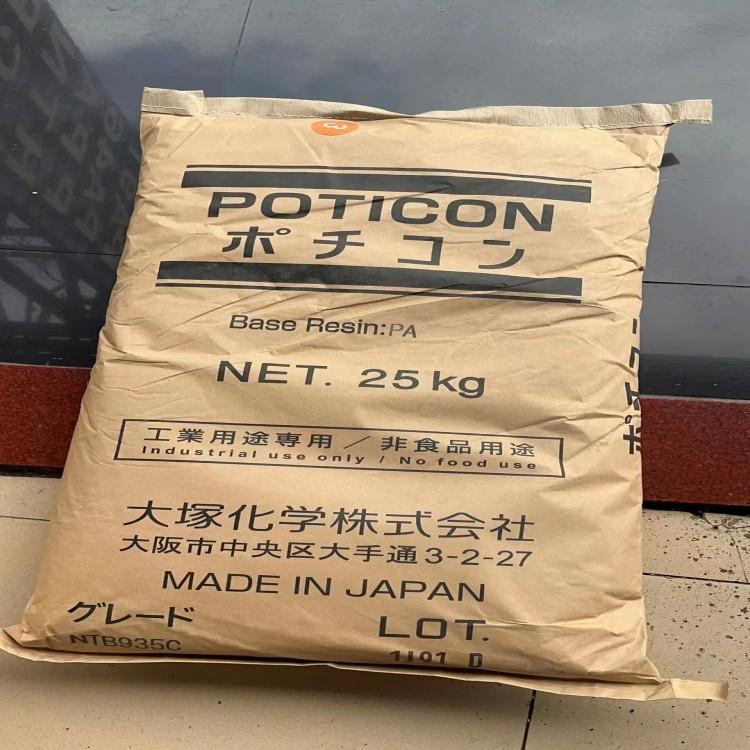 3
POTICON
ポチコン
Base Resin:PA
NET. 25kg
工業用途専用／非食品用途
Industrial use only / No food use
大塚化学株式会社
大阪市中央区大手通3-2-27
MADE IN JAPAN
グレード
NTB935C
LOT.